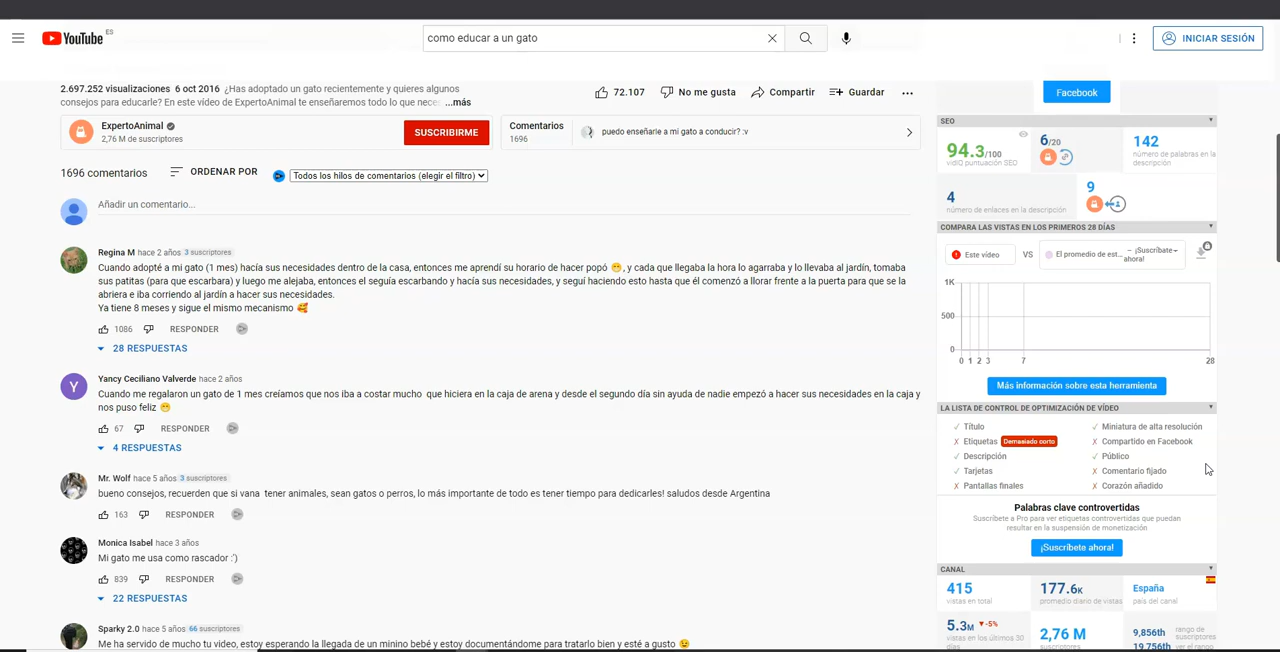 YouTube ES
como educar a un gato
INICIAR SESIÓN
2.697.252 visualizaciones 6 oct 2016 ¿Has adoptado un gato recientemente y quieres algunos
consejos para educarle? En este vídeo de ExpertoAnimal te enseñaremos todo lo que nece ...más
72.107
No me gusta
Compartir
Guardar
ExpertoAnimal
2,76 M de suscriptores
SUSCRIBIRME
Comentarios
1696
puedo enseñarle a mi gato a conducir? :v
1696 comentarios
ORDENAR POR
Todos los hilos de comentarios (elegir el filtro)
Añadir un comentario...
Regina M hace 2 años 3 suscriptores
Cuando adopté a mi gato (1 mes) hacía sus necesidades dentro de la casa, entonces me aprendí su horario de hacer popó 😁, y cada que llegaba la hora lo agarraba y lo llevaba al jardín, tomaba
sus patitas (para que escarbara) y luego me alejaba, entonces el seguía escarbando y hacía sus necesidades, y seguí haciendo esto hasta que él comenzó a llorar frente a la puerta para que se la
abriera e iba corriendo al jardín a hacer sus necesidades.
Ya tiene 8 meses y sigue el mismo mecanismo 🥰
1086
RESPONDER
28 RESPUESTAS
Y
Yancy Ceciliano Valverde hace 2 años
Cuando me regalaron un gato de 1 mes creíamos que nos iba a costar mucho que hiciera en la caja de arena y desde el segundo día sin ayuda de nadie empezó a hacer sus necesidades en la caja y
nos puso feliz 😁
67
RESPONDER
4 RESPUESTAS
Mr. Wolf hace 5 años 3 suscriptores
bueno consejos, recuerden que si vana tener animales, sean gatos o perros, lo más importante de todo es tener tiempo para dedicarles! saludos desde Argentina
163
RESPONDER
Monica Isabel hace 3 años
Mi gato me usa como rascador :')
839
RESPONDER
22 RESPUESTAS
Sparky 2.0 hace 5 años 66 suscriptores
Me ha servido de mucho tu video, estoy esperando la llegada de un minino bebé y estoy documentándome para tratarlo bien y esté a gusto 😉
Facebook
SEO
94.3/100
vidIQ puntuación SEO
6/20
142
número de palabras en la
descripción
4
número de enlaces en la descripción
9
COMPARA LAS VISTAS EN LOS PRIMEROS 28 DÍAS
Este vídeo
VS
El promedio de est...
– ¡Suscríbete
ahora!
1K
500
0
0 1 2 3 7 28
Más información sobre esta herramienta
LA LISTA DE CONTROL DE OPTIMIZACIÓN DE VÍDEO
✓ Título
✓ Miniatura de alta resolución
✗ Etiquetas Demasiado corto
✗ Compartido en Facebook
✓ Descripción
✓ Público
✓ Tarjetas
✗ Comentario fijado
✗ Pantallas finales
✗ Corazón añadido
Palabras clave controvertidas
Suscríbete a Pro para ver etiquetas controvertidas que puedan
resultar en la suspensión de monetización
¡Suscríbete ahora!
CANAL
415
vistas en total
177.6K
promedio diario de vistas
España
país del canal
5.3M ▼-5%
vistas en los últimos 30
días
2,76 M
suscriptores
9,856th
rango de
suscriptores
19,756th
ver el rango